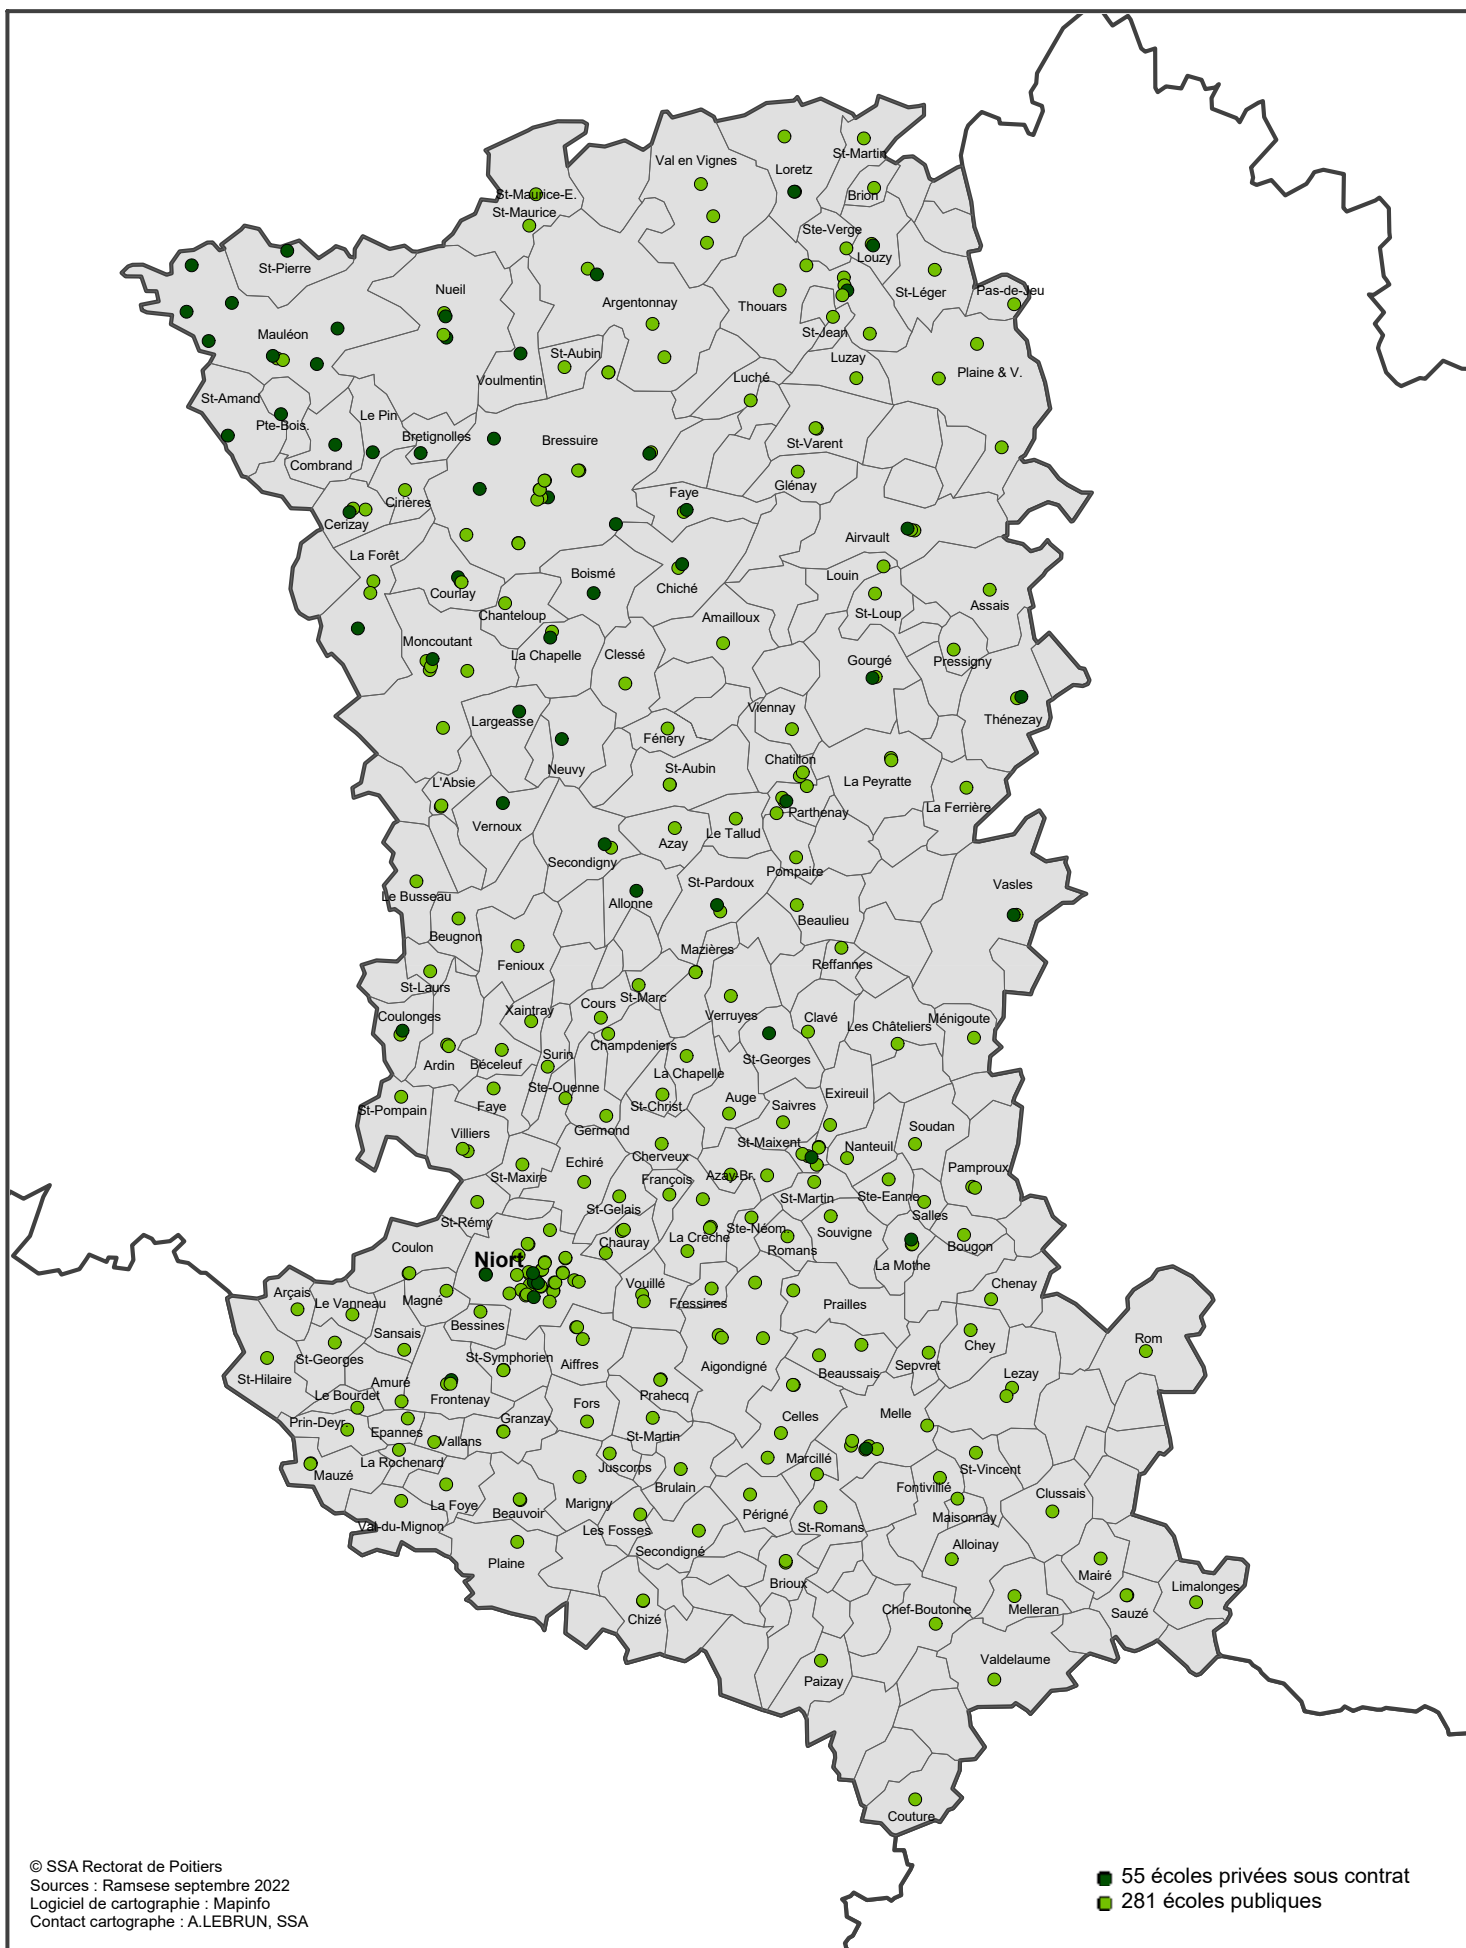 Val en Vignes
St-Martin
Loretz
St-Maurice-E.
Brion
St-Maurice
Ste-Verge
Louzy
St-Pierre
Nueil
Argentonnay
Thouars
St-Léger
Pas-de-Jeu
Mauléon
St-Jean
St-Aubin
Luzay
Voulmentin
Luché
Plaine & V.
St-Amand
Le Pin
Pte-Bois.
Bretignolles
Bressuire
St-Varent
Combrand
Glénay
Cirières
Faye
Cerizay
Airvault
La Forêt
Boismé
Louin
Courlay
Chiché
Assais
Chanteloup
St-Loup
Amailloux
Moncoutant
La Chapelle
Clessé
Gourgé
Pressigny
Viennay
Largeasse
Thénezay
Fénery
Chatillon
Neuvy
St-Aubin
L'Absie
La Peyratte
La Ferrière
Parthenay
Vernoux
Le Tallud
Azay
Secondigny
Pompaire
St-Pardoux
Vasles
Le Busseau
Allonne
Beaulieu
Beugnon
Mazières
Fenioux
Reffannes
St-Laurs
St-Marc
Cours
Xaintray
Coulonges
Verruyes
Clavé
Les Châteliers
Ménigoute
Champdeniers
Surin
St-Georges
Ardin
Béceleuf
La Chapelle
Ste-Ouenne
Exireuil
Auge
Faye
St-Christ.
Saivres
St-Pompain
Germond
Soudan
Villiers
St-Maixent
Nanteuil
Cherveux
Echiré
Pamproux
St-Maxire
François
Azay-Br.
St-Martin
Ste-Eanne
St-Gelais
Salles
St-Rémy
Ste-Néom.
Souvigne
La Crèche
Chauray
Romans
Bougon
Coulon
Niort
La Mothe
Vouillé
Chenay
Arçais
Le Vanneau
Magné
Fressines
Prailles
Bessines
Sansais
Chey
Rom
St-Georges
St-Symphorien
Aiffres
Aigondigné
Beaussais
Sepvret
St-Hilaire
Amuré
Lezay
Le Bourdet
Frontenay
Prahecq
Fors
Melle
Prin-Deyr.
Granzay
Celles
Epannes
Vallans
St-Martin
La Rochenard
Marcillé
Juscorps
St-Vincent
Mauzé
Brulain
Fontivillié
Clussais
La Foye
Marigny
Beauvoir
Périgné
Maisonnay
Val-du-Mignon
Les Fosses
St-Romans
Secondigné
Alloinay
Plaine
Mairé
Brioux
Limalonges
Chef-Boutonne
Melleran
Sauzé
Chizé
Valdelaume
Paizay
Couture
© SSA Rectorat de Poitiers
Sources : Ramsese septembre 2022
Logiciel de cartographie : Mapinfo
Contact cartographe : A.LEBRUN, SSA
55 écoles privées sous contrat
281 écoles publiques